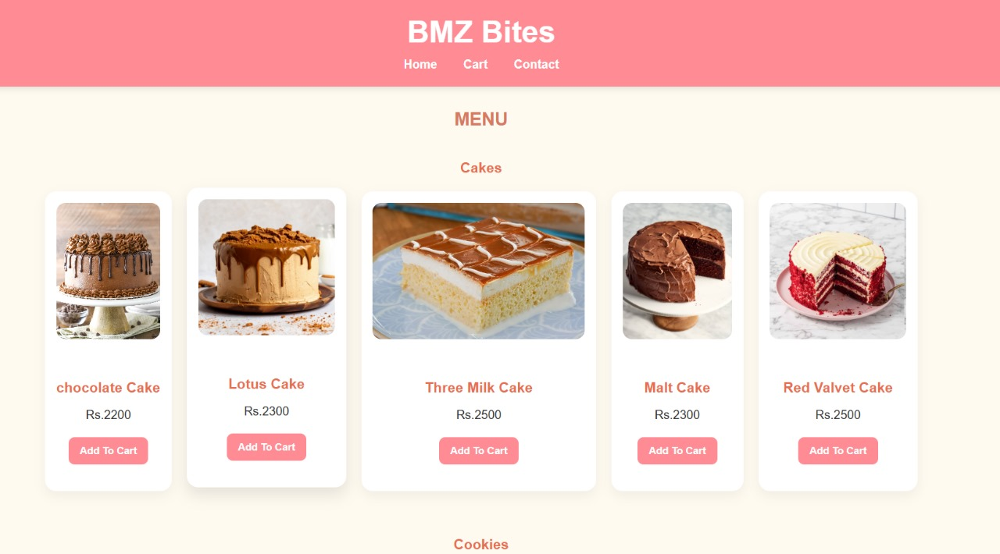 BMZ Bites
Home Cart Contact
MENU
Cakes
chocolate Cake
Rs.2200
Add To Cart
Lotus Cake
Rs.2300
Add To Cart
Three Milk Cake
Rs.2500
Add To Cart
Malt Cake
Rs.2300
Add To Cart
Red Valvet Cake
Rs.2500
Add To Cart
Cookies